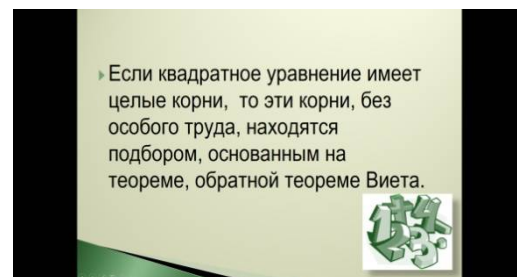 Если квадратное уравнение имеет
целые корни, то эти корни, без
особого труда, находятся
подбором, основанным на
теореме, обратной теореме Виета.